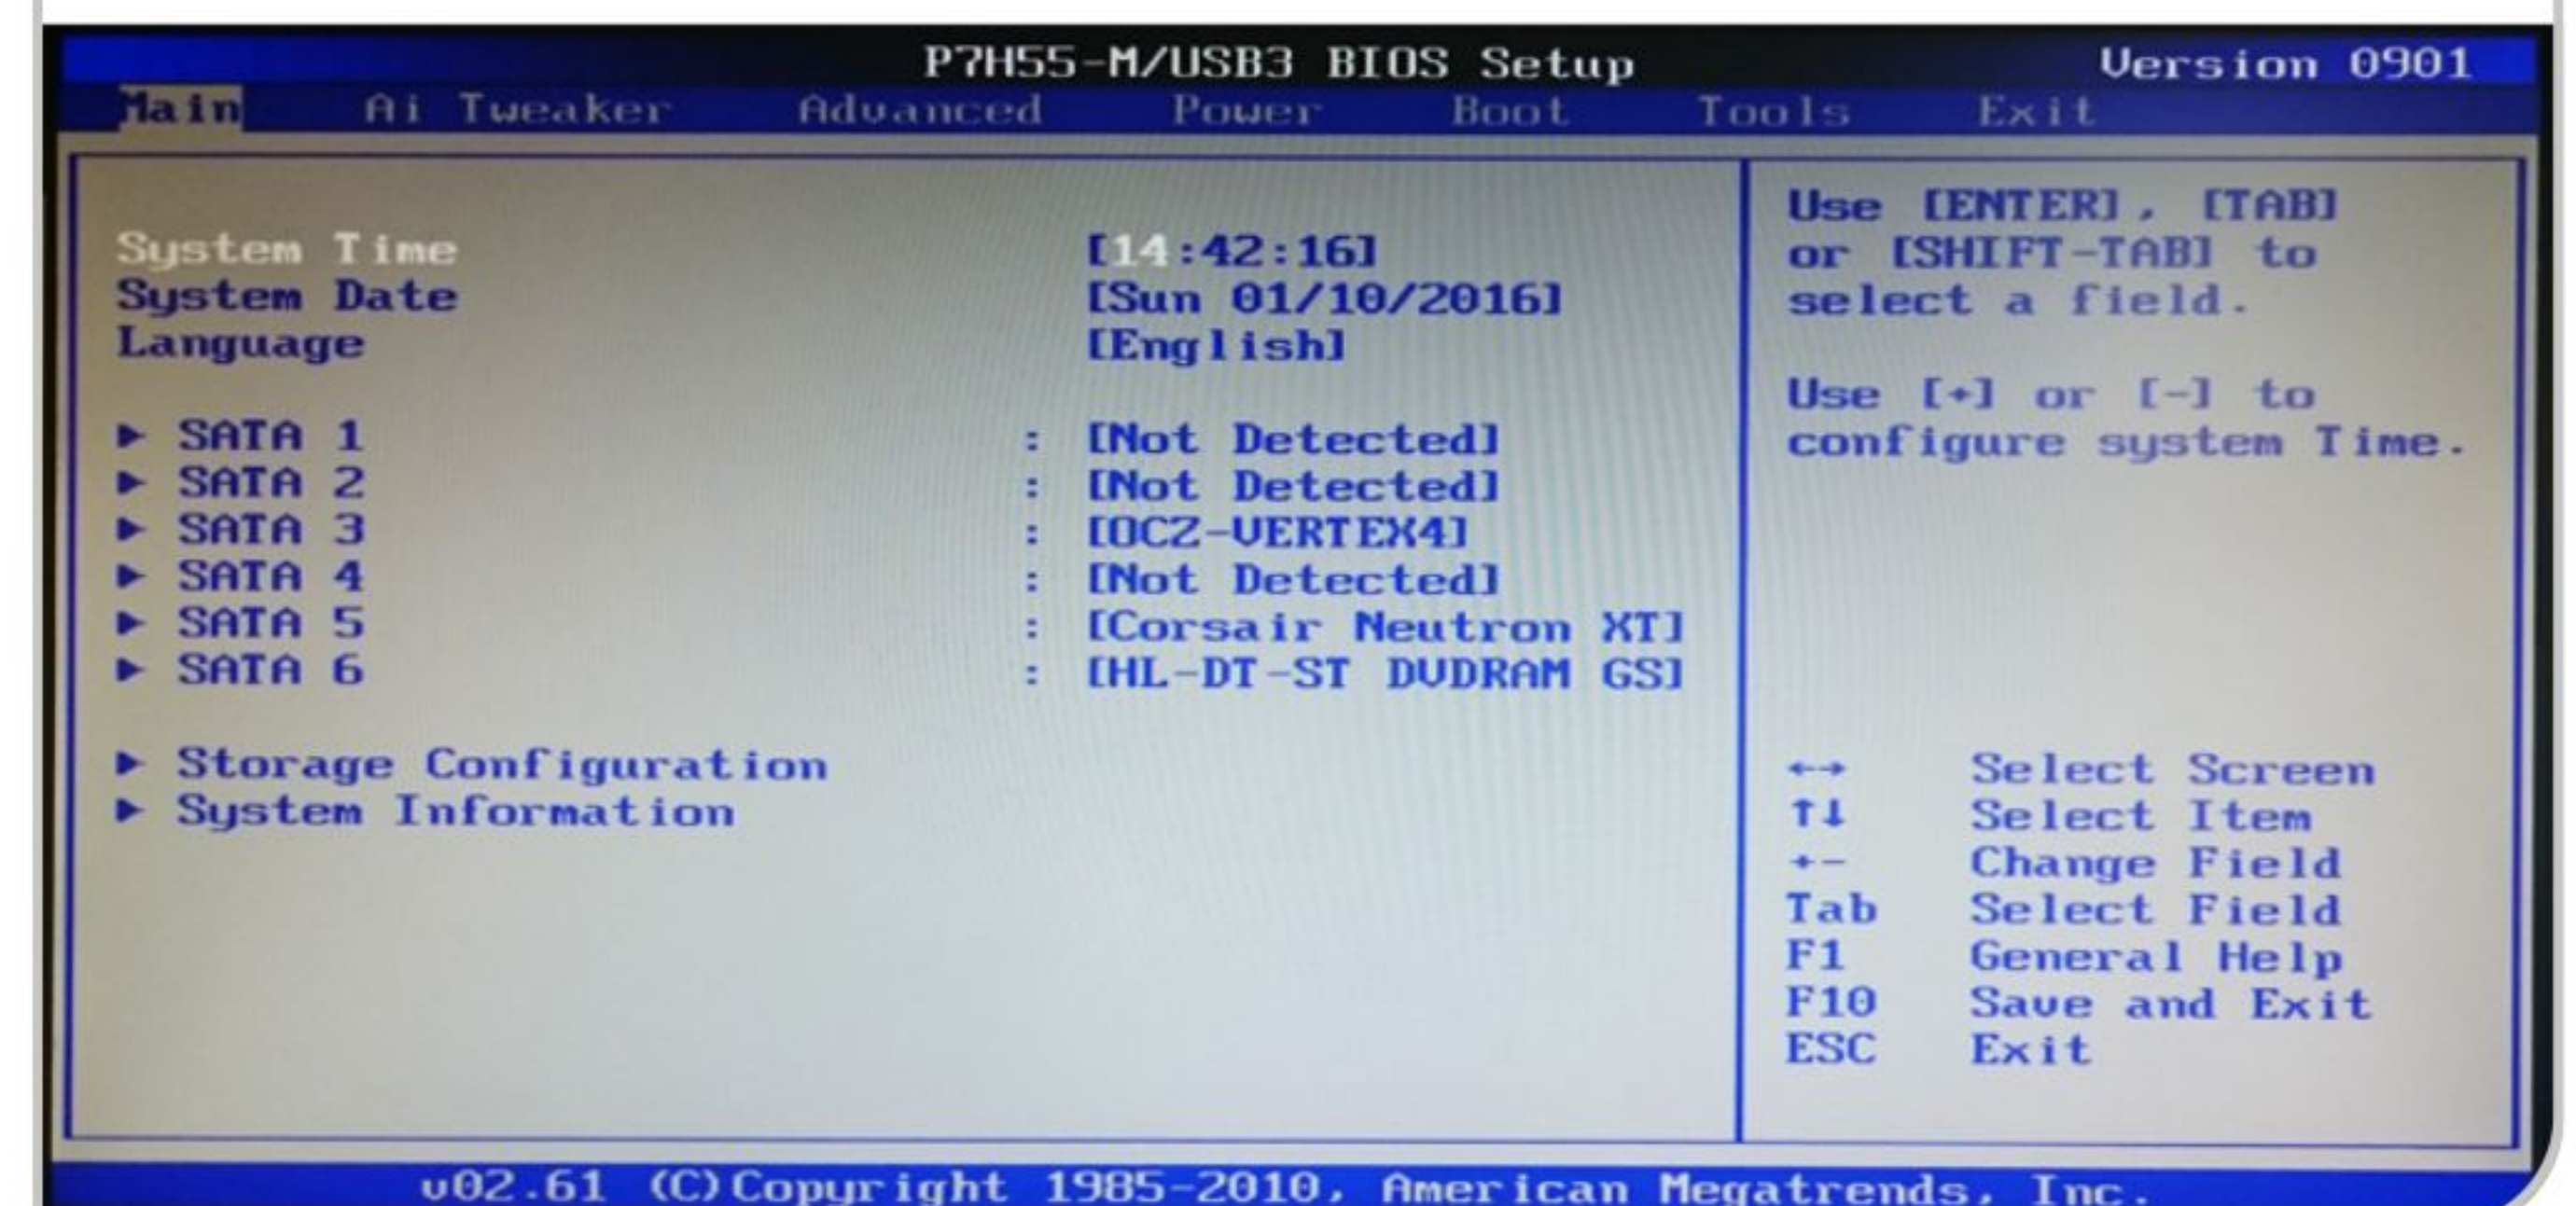 P7H55-M/USB3 BIOS Setup Version 0901
Main Ai Tweaker Advanced Power Boot Tools Exit
System Time [14:42:16]
System Date [Sun 01/10/2016]
Language [English]
► SATA 1 : [Not Detected]
► SATA 2 : [Not Detected]
► SATA 3 : [OCZ-VERTEX4]
► SATA 4 : [Not Detected]
► SATA 5 : [Corsair Neutron XT]
► SATA 6 : [HL-DT-ST DVDRAM GS]
► Storage Configuration
► System Information
Use [ENTER], [TAB]
or [SHIFT-TAB] to
select a field.
Use [+] or [-] to
configure system Time.
←→ Select Screen
↑↓ Select Item
+- Change Field
Tab Select Field
F1 General Help
F10 Save and Exit
ESC Exit
v02.61 (C)Copyright 1985-2010, American Megatrends, Inc.